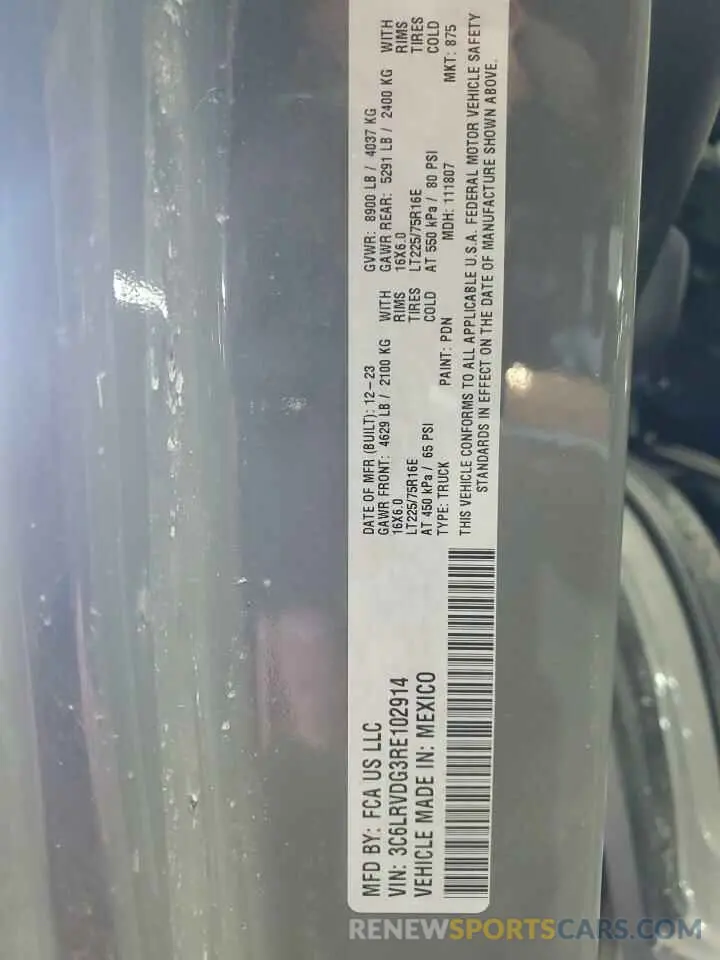 MFD BY: FCA US LLC
VIN: 3C6LRVDG3RE102914
VEHICLE MADE IN: MEXICO
DATE OF MFR (BUILT): 12-23 GVWR: 8900 LB / 4037 KG
GAWR FRONT: 4629 LB / 2100 KG WITH GAWR REAR: 5291 LB / 2400 KG WITH
16X6.0 RIMS 16X6.0 RIMS
LT225/75R16E TIRES LT225/75R16E TIRES
AT 450 kPa / 65 PSI COLD AT 550 kPa / 80 PSI COLD
TYPE: TRUCK PAINT: PDN MDH: 111807 MKT: 875
THIS VEHICLE CONFORMS TO ALL APPLICABLE U.S.A. FEDERAL MOTOR VEHICLE SAFETY
STANDARDS IN EFFECT ON THE DATE OF MANUFACTURE SHOWN ABOVE.
RENEWSPORTSCARS.COM